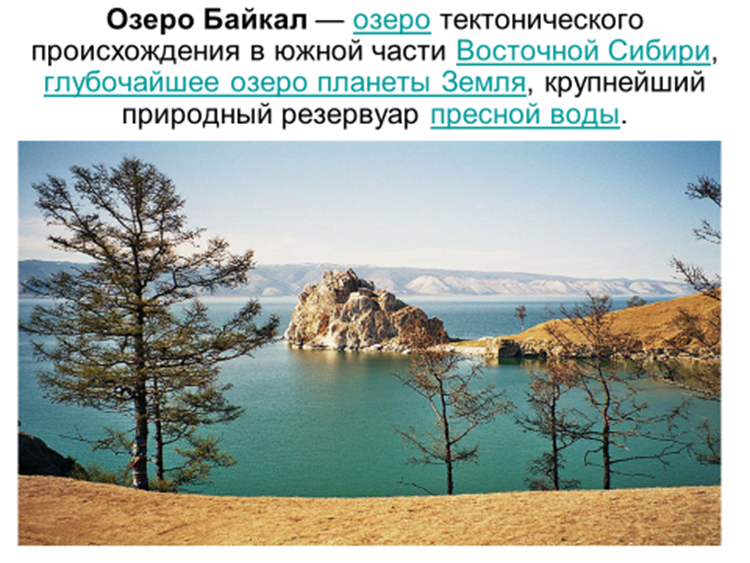 Озеро Байкал — озеро тектонического
происхождения в южной части Восточной Сибири,
глубочайшее озеро планеты Земля, крупнейший
природный резервуар пресной воды.